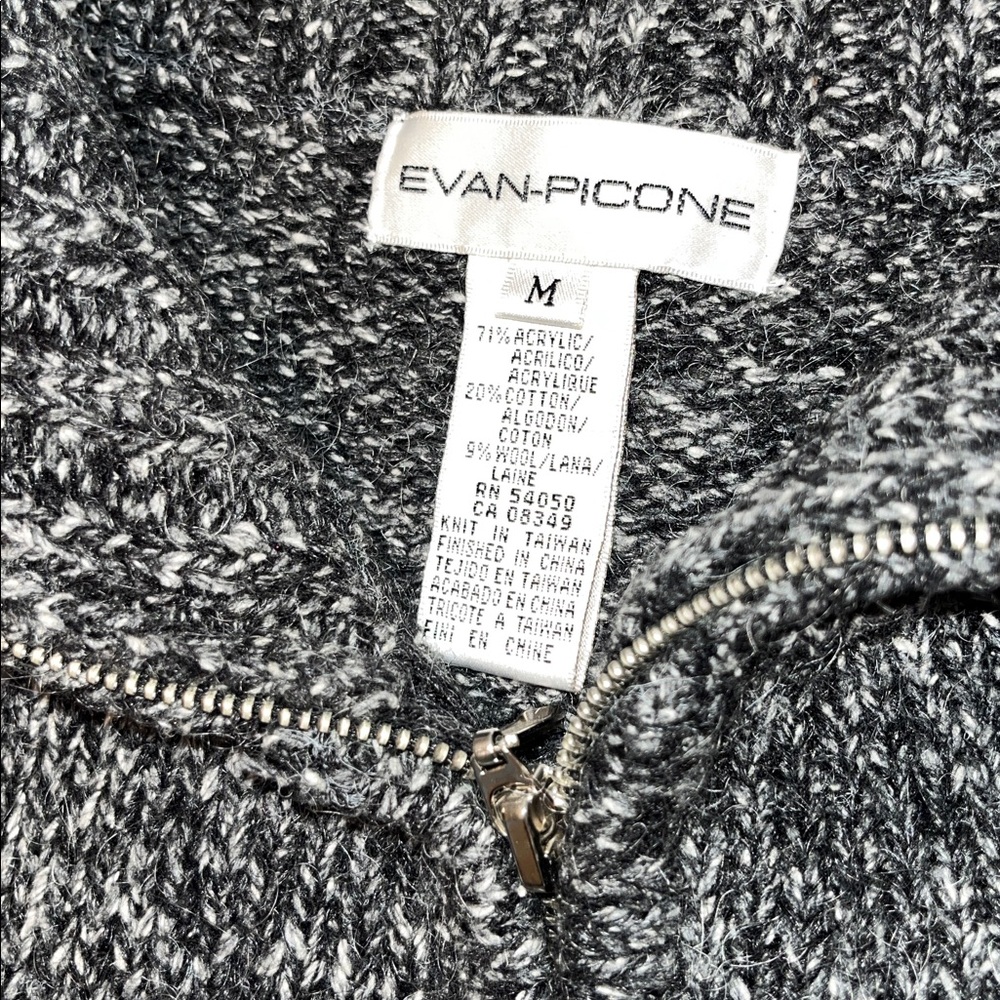 EVAN-PICONE
M
71% ACRYLIC/
ACRILICO/
ACRYLIQUE
20% COTTON/
ALGODON/
COTON
9% WOOL/LANA/
LAINE
RN 54050
CA 08349
KNIT IN TAIWAN
FINISHED IN CHINA
TEJIDO EN TAIWAN
ACABADO EN CHINA
TRICOTE A TAIWAN
FINI EN CHINE